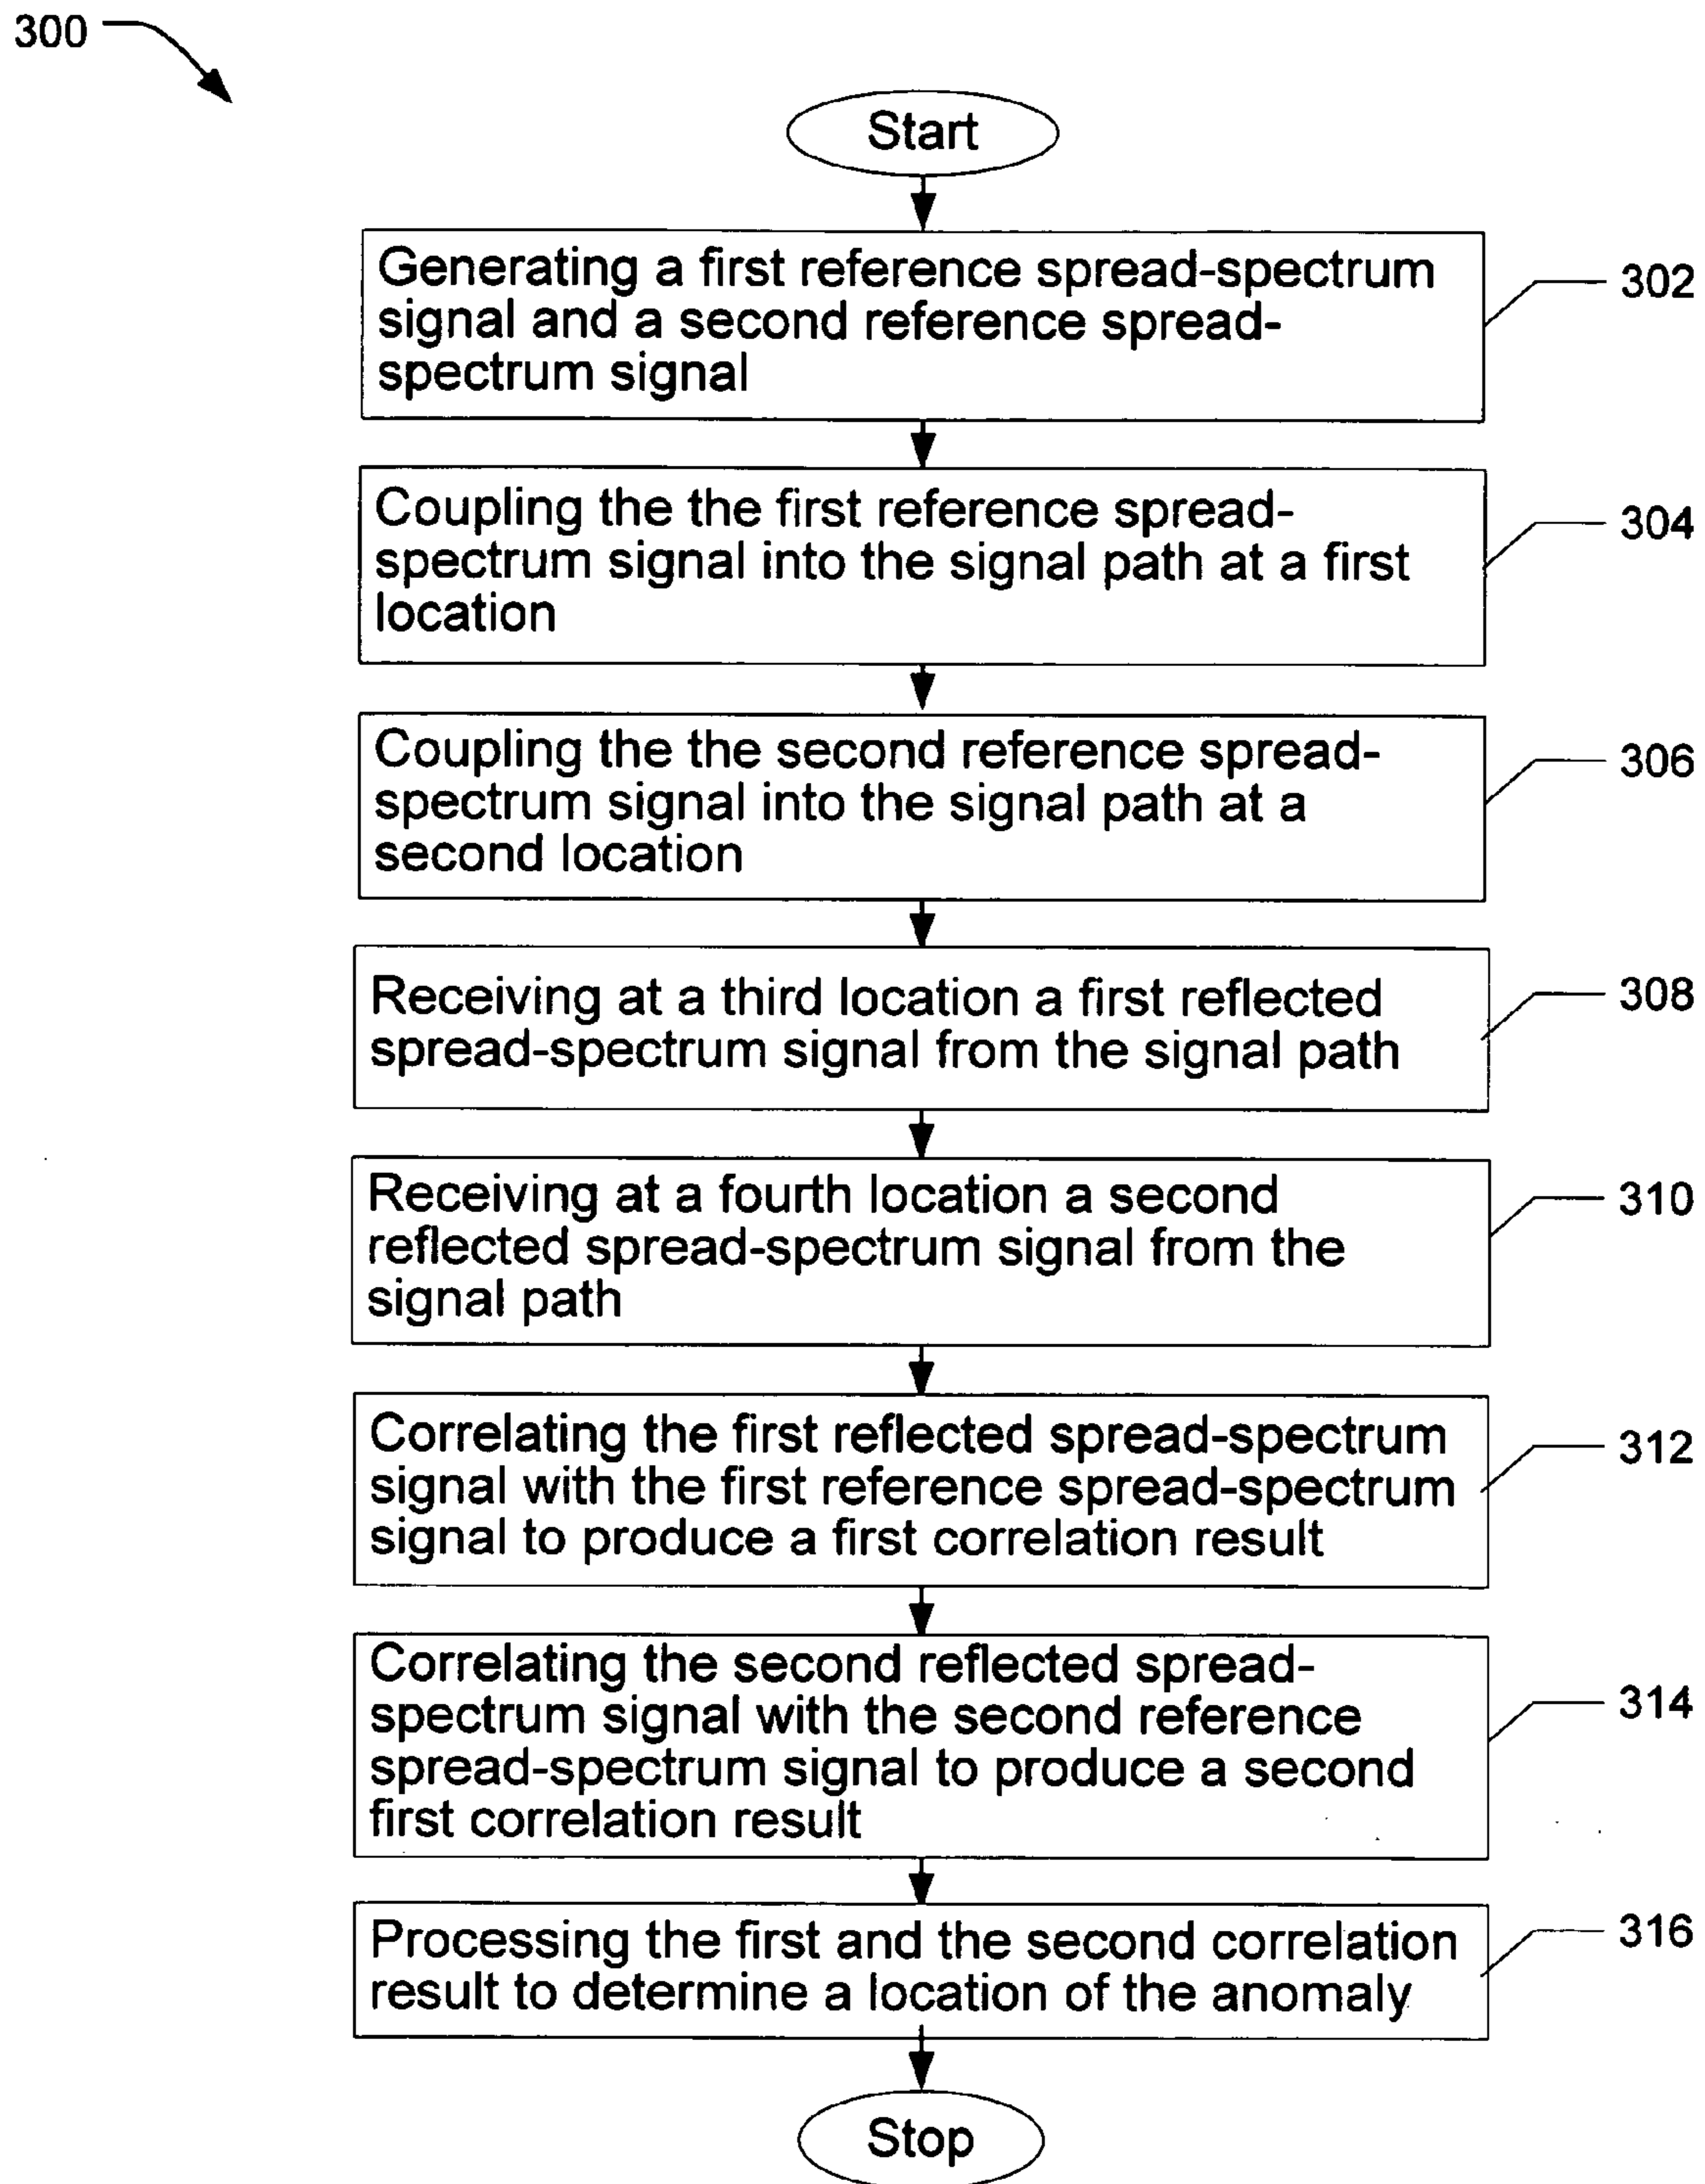 300
Start
Generating a first reference spread-spectrum
signal and a second reference spread-
spectrum signal
302
Coupling the the first reference spread-
spectrum signal into the signal path at a first
location
304
Coupling the the second reference spread-
spectrum signal into the signal path at a
second location
306
Receiving at a third location a first reflected
spread-spectrum signal from the signal path
308
Receiving at a fourth location a second
reflected spread-spectrum signal from the
signal path
310
Correlating the first reflected spread-spectrum
signal with the first reference spread-spectrum
signal to produce a first correlation result
312
Correlating the second reflected spread-
spectrum signal with the second reference
spread-spectrum signal to produce a second
first correlation result
314
Processing the first and the second correlation
result to determine a location of the anomaly
316
Stop